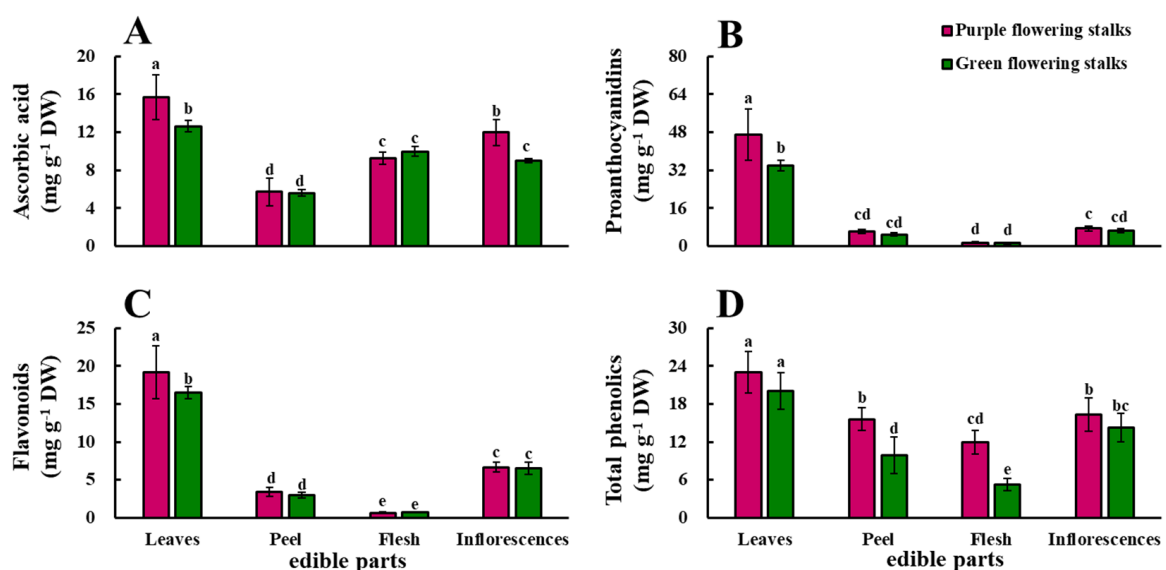 A
Ascorbic acid
(mg g⁻¹ DW)
20
16
12
8
4
0
a
b
d
d
c
c
b
c
B
Purple flowering stalks
Green flowering stalks
Proanthocyanidins
(mg g⁻¹ DW)
80
64
48
32
16
0
a
b
cd
cd
d
d
c
cd
C
Flavonoids
(mg g⁻¹ DW)
25
20
15
10
5
0
a
b
d
d
e
e
c
c
Leaves Peel Flesh Inflorescences
edible parts
D
Total phenolics
(mg g⁻¹ DW)
30
24
18
12
6
0
a
a
b
d
cd
e
b
bc
Leaves Peel Flesh Inflorescences
edible parts